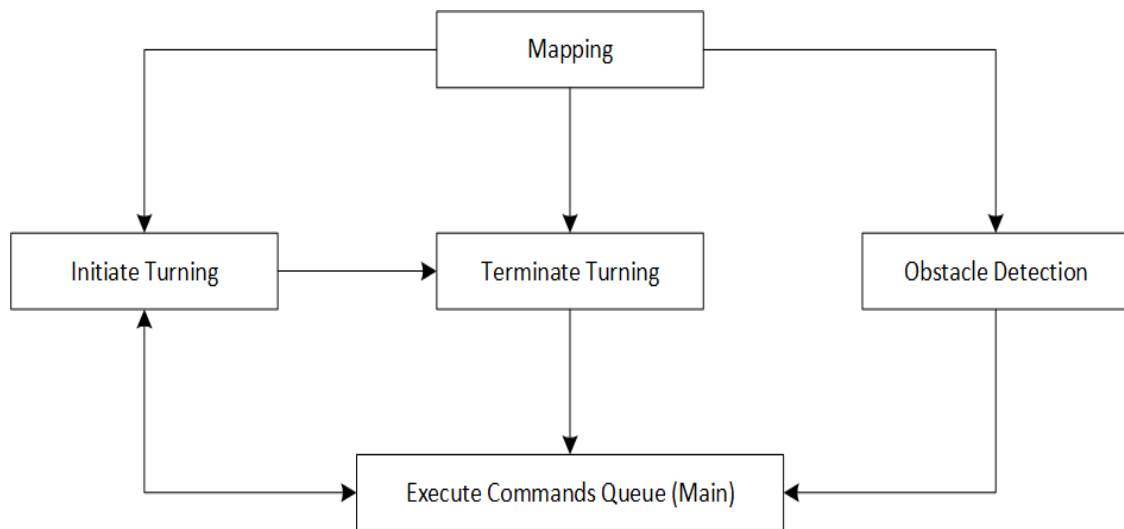 Mapping
Initiate Turning
Terminate Turning
Obstacle Detection
Execute Commands Queue (Main)